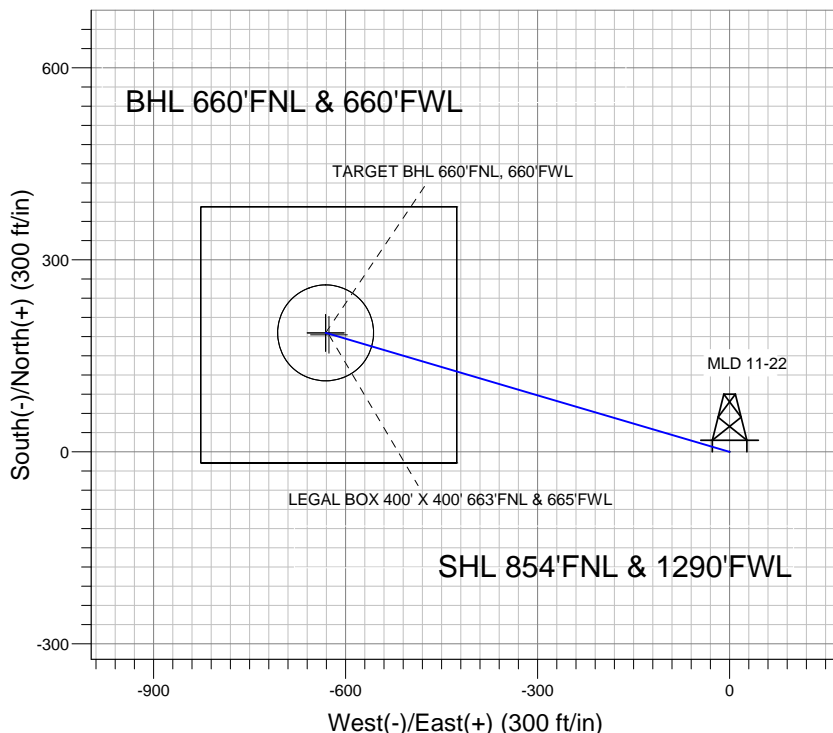 600
BHL 660'FNL & 660'FWL
TARGET BHL 660'FNL, 660'FWL
300
South(-)/North(+) (300 ft/in)
MLD 11-22
0
LEGAL BOX 400' X 400' 663'FNL & 665'FWL
SHL 854'FNL & 1290'FWL
-300
-900 -600 -300 0
West(-)/East(+) (300 ft/in)